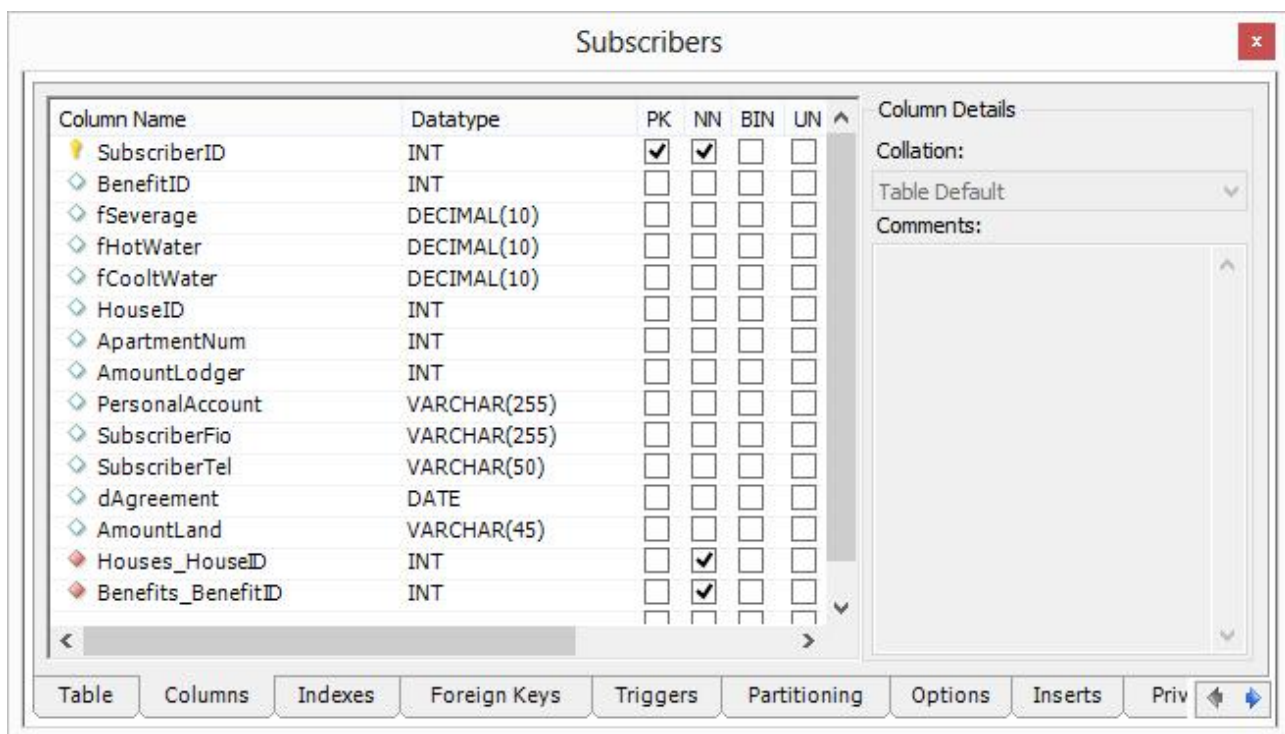 Subscribers
x
Column Name Datatype PK NN BIN UN
SubscriberID INT
BenefitID INT
fSeverage DECIMAL(10)
fHotWater DECIMAL(10)
fCooltWater DECIMAL(10)
HouseID INT
ApartmentNum INT
AmountLodger INT
PersonalAccount VARCHAR(255)
SubscriberFio VARCHAR(255)
SubscriberTel VARCHAR(50)
dAgreement DATE
AmountLand VARCHAR(45)
Houses_HouseID INT
Benefits_BenefitID INT
Column Details
Collation:
Table Default
Comments:
Table Columns Indexes Foreign Keys Triggers Partitioning Options Inserts Priv